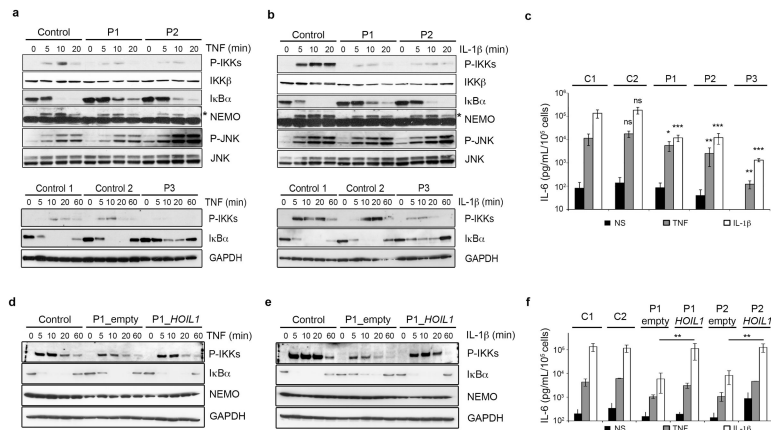 a
Control P1 P2
0 5 10 20 0 5 10 20 0 5 10 20 TNF (min)
P-IKKs
IKKβ
IκBα
* NEMO
P-JNK
JNK
Control 1 Control 2 P3
0 5 10 20 60 0 5 10 20 60 0 5 10 20 60 TNF (min)
P-IKKs
IκBα
GAPDH
b
Control P1 P2
0 5 10 20 0 5 10 20 0 5 10 20 IL-1β (min)
P-IKKs
IKKβ
IκBα
* NEMO
P-JNK
JNK
Control 1 Control 2 P3
0 5 10 20 60 0 5 10 20 60 0 5 10 20 60 IL-1β (min)
P-IKKs
IκBα
GAPDH
c
C1 C2 P1 P2 P3
IL-6 (pg/mL/10⁶ cells)
10⁶
10⁵
10⁴
10³
10²
10¹
ns ns * *** ** *** ** ***
NS TNF IL-1β
d
Control P1_empty P1_HOIL1
0 5 10 20 60 0 5 10 20 60 0 5 10 20 60 TNF (min)
P-IKKs
IκBα
NEMO
GAPDH
e
Control P1_empty P1_HOIL1
0 5 10 20 60 0 5 10 20 60 0 5 10 20 60 IL-1β (min)
P-IKKs
IκBα
NEMO
GAPDH
f
C1 C2 P1 empty P1 HOIL1 P2 empty P2 HOIL1
IL-6 (pg/mL/10⁶ cells)
10⁶
10⁵
10⁴
10³
10²
** **
NS TNF IL-1β